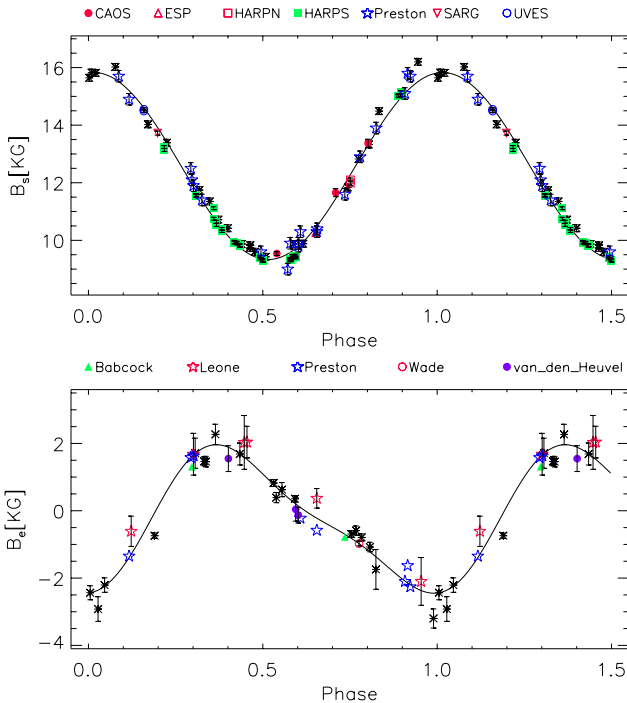 CAOS ESP HARPN HARPS Preston SARG UVES
16
14
12
10
B_S[KG]
0.0 0.5 1.0 1.5
Phase
Babcock Leone Preston Wade van_den_Heuvel
2
0
−2
−4
B_e[KG]
0.0 0.5 1.0 1.5
Phase